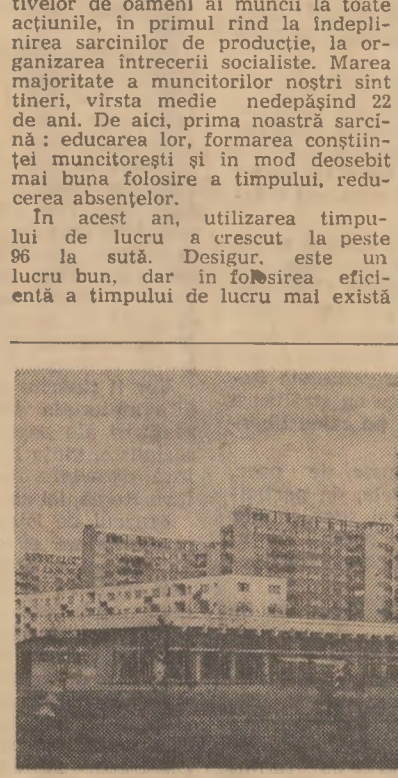 tivelor de oameni ai muncii la toate
acțiunile, în primul rînd la îndepli-
nirea sarcinilor de producție, la or-
ganizarea întrecerii socialiste. Marea
majoritate a muncitorilor noștri sînt
tineri, vîrsta medie nedepășind 22
de ani. De aici, prima noastră sarci-
nă : educarea lor, formarea conștiin-
ței muncitorești și în mod deosebit
mai buna folosire a timpului, redu-
cerea absențelor.
În acest an, utilizarea timpu-
lui de lucru a crescut la peste
96 la sută. Desigur, este un
lucru bun, dar în folosirea efici-
entă a timpului de lucru mai există